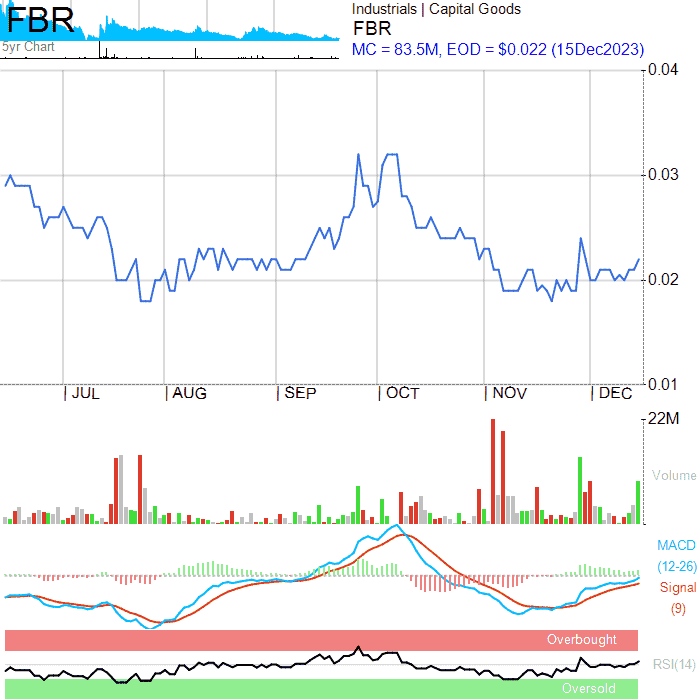 FBR
5yr Chart
Industrials | Capital Goods
FBR
MC = 83.5M, EOD = $0.022 (15Dec2023)
0.04
0.03
0.02
0.01
| JUL | AUG | SEP | OCT | NOV | DEC
22M
Volume
MACD
(12-26)
Signal
(9)
Overbought
RSI(14)
Oversold